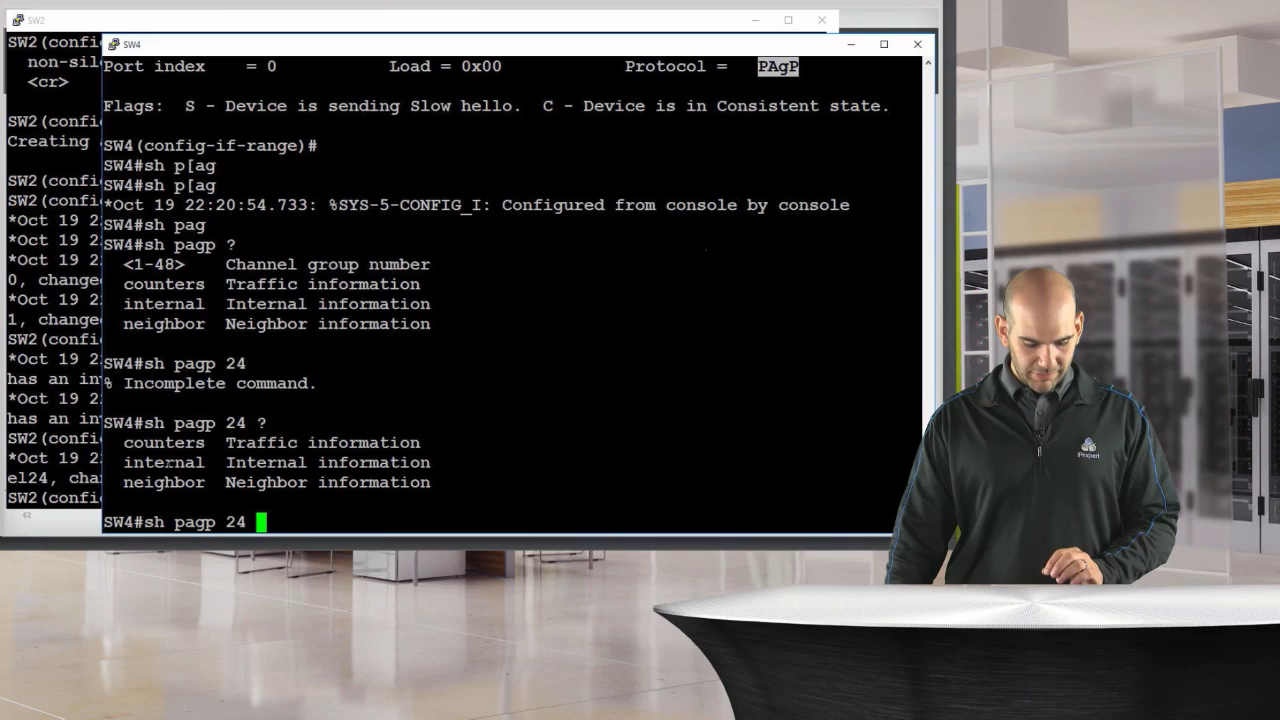 SW2
SW2(confi
non-sil
<cr>
SW2(confi
Creating
SW2(confi
SW2(confi
*Oct 19 2
*Oct 19 2
*Oct 19 2
0, change
*Oct 19 2
1, change
SW2(confi
*Oct 19 2
has an in
*Oct 19 2
has an in
SW2(confi
*Oct 19 2
el24, cha
SW2(confi
62
SW4
Port index = 0 Load = 0x00 Protocol = PAgP
Flags: S - Device is sending Slow hello. C - Device is in Consistent state.
SW4(config-if-range)#
SW4#sh p[ag
SW4#sh p[ag
*Oct 19 22:20:54.733: %SYS-5-CONFIG_I: Configured from console by console
SW4#sh pag
SW4#sh pagp ?
<1-48> Channel group number
counters Traffic information
internal Internal information
neighbor Neighbor information
SW4#sh pagp 24
% Incomplete command.
SW4#sh pagp 24 ?
counters Traffic information
internal Internal information
neighbor Neighbor information
SW4#sh pagp 24
IPexpert